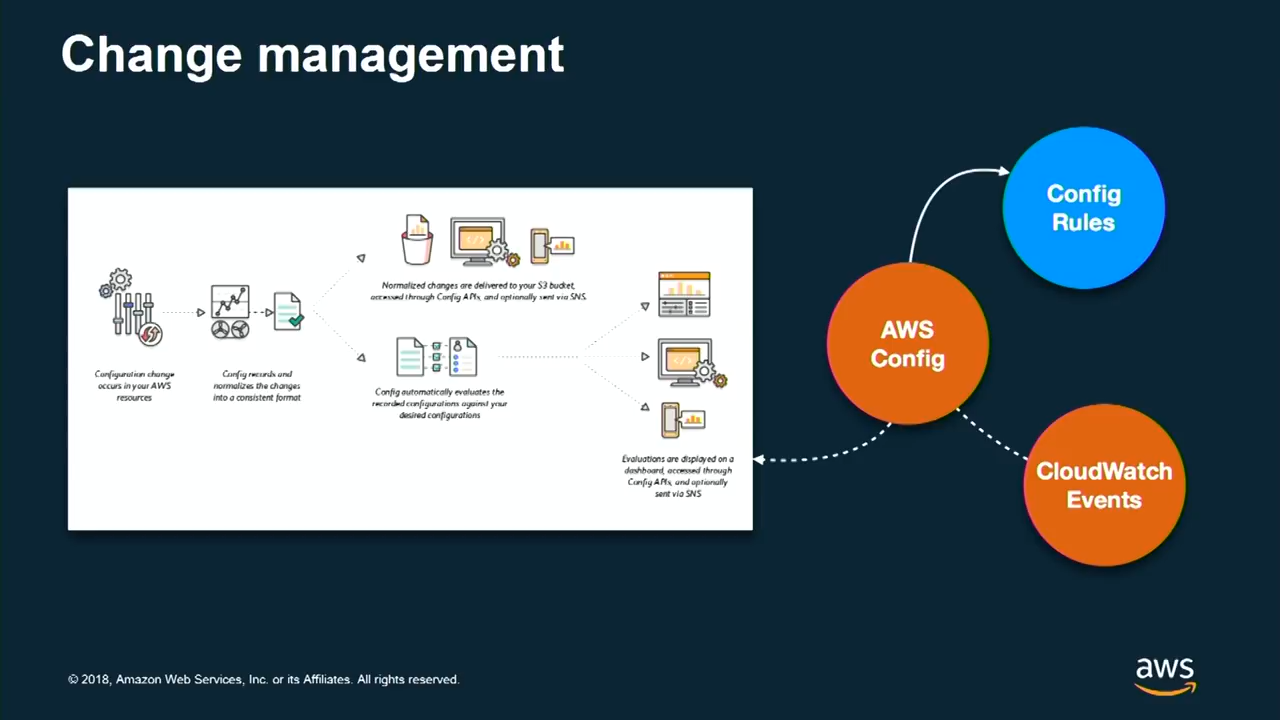 Change management
Config
Rules
AWS
Config
CloudWatch
Events
Normalized changes are delivered to your S3 bucket,
accessed through Config APIs, and optionally sent via SNS.
Configuration change
occurs in your AWS
resources
Config records and
normalizes the changes
into a consistent format
Config automatically evaluates the
recorded configurations against your
desired configurations
Evaluations are displayed on a
dashboard, accessed through
Config APIs, and optionally
sent via SNS
© 2018, Amazon Web Services, Inc. or its Affiliates. All rights reserved.
aws